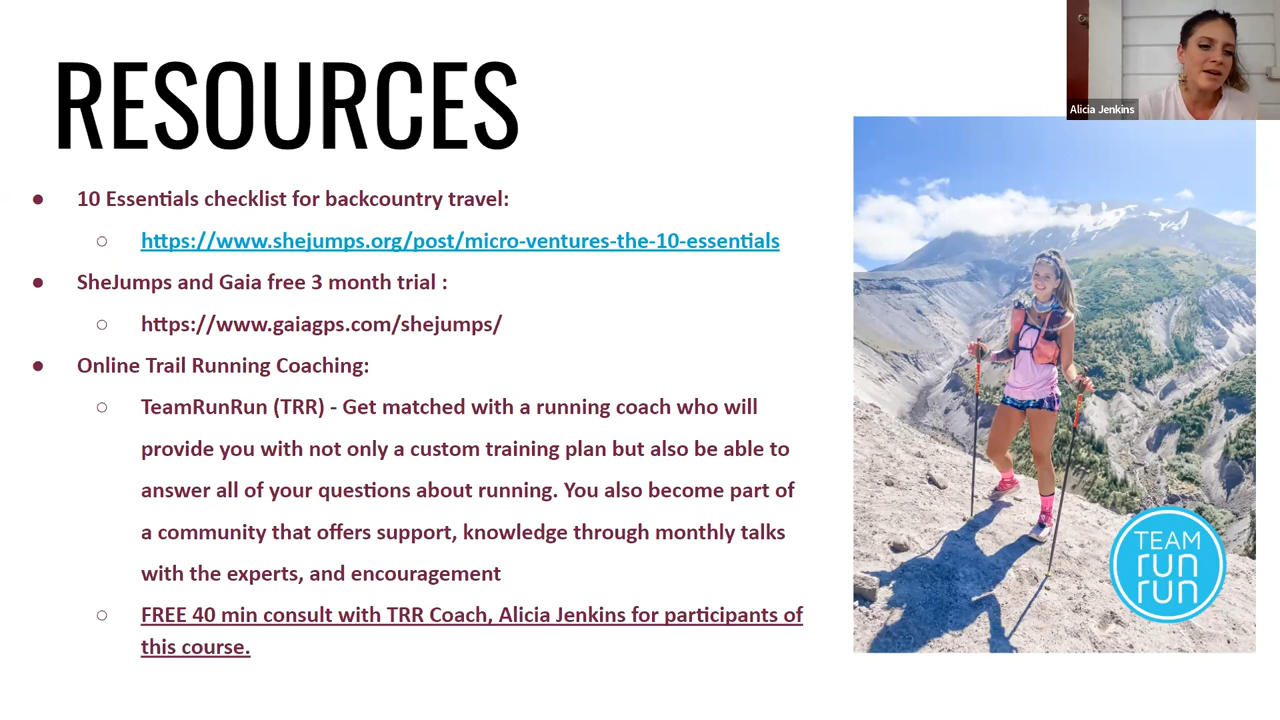 RESOURCES
Alicia Jenkins
● 10 Essentials checklist for backcountry travel:
○ https://www.shejumps.org/post/micro-ventures-the-10-essentials
● SheJumps and Gaia free 3 month trial :
○ https://www.gaiagps.com/shejumps/
● Online Trail Running Coaching:
○ TeamRunRun (TRR) - Get matched with a running coach who will
provide you with not only a custom training plan but also be able to
answer all of your questions about running. You also become part of
a community that offers support, knowledge through monthly talks
with the experts, and encouragement
○ FREE 40 min consult with TRR Coach, Alicia Jenkins for participants of
this course.
TEAM
run
run